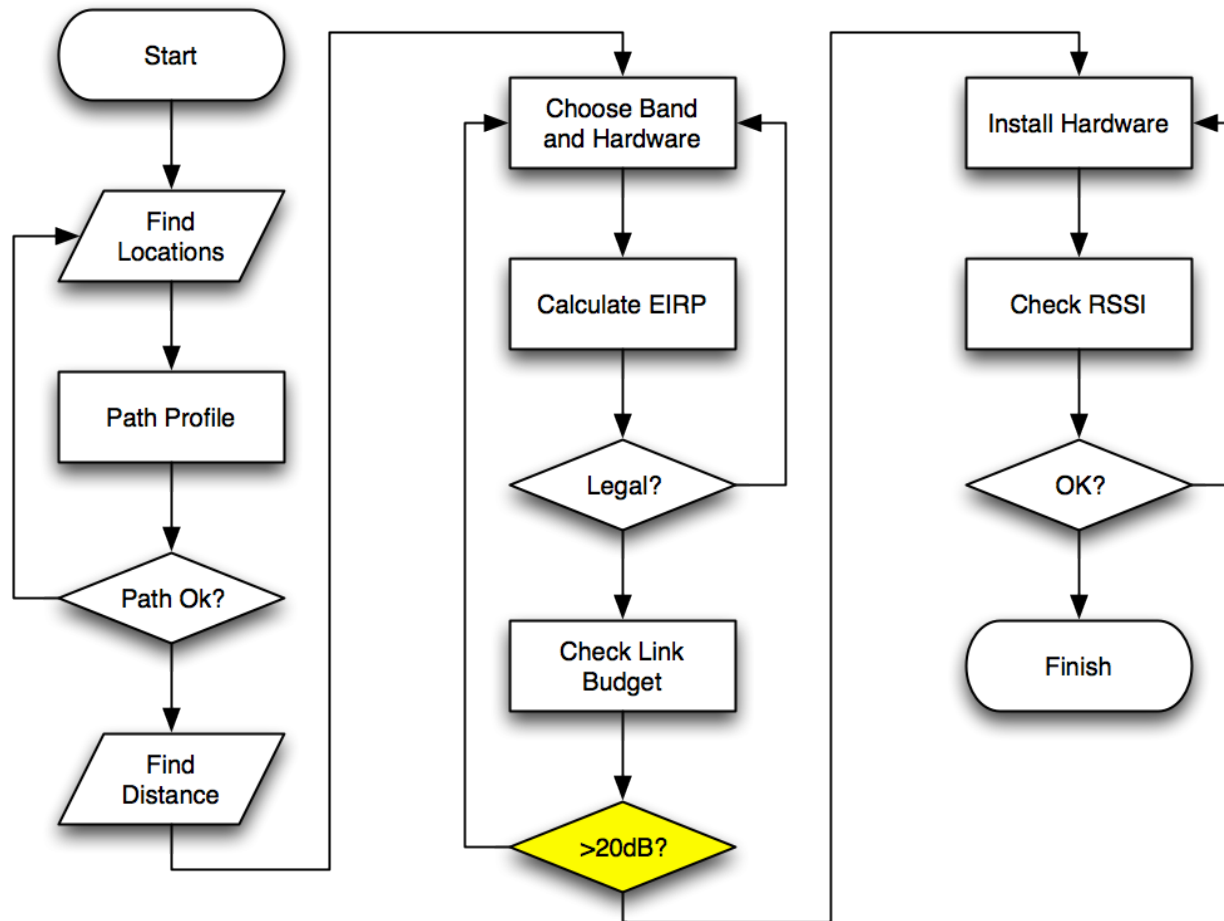 Start
Find
Locations
Path Profile
Path Ok?
Find
Distance
Choose Band
and Hardware
Calculate EIRP
Legal?
Check Link
Budget
>20dB?
Install Hardware
Check RSSI
OK?
Finish